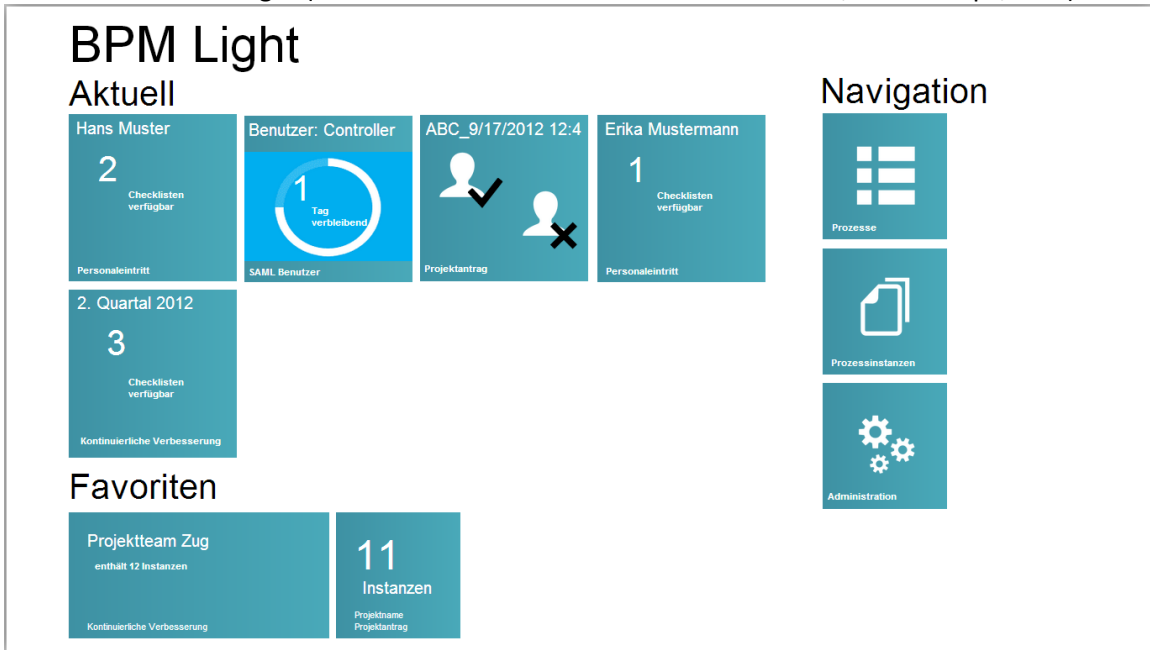 BPM Light
Aktuell
Hans Muster
2
Checklisten
verfügbar
Personaleintritt
Benutzer: Controller
1
Tag
verbleibend
SAML Benutzer
ABC_9/17/2012 12:4
Projektantrag
Erika Mustermann
1
Checklisten
verfügbar
Personaleintritt
2. Quartal 2012
3
Checklisten
verfügbar
Kontinuierliche Verbesserung
Favoriten
Projektteam Zug
enthält 12 Instanzen
Kontinuierliche Verbesserung
11
Instanzen
Projektname
Projektantrag
Navigation
Prozesse
Prozessinstanzen
Administration